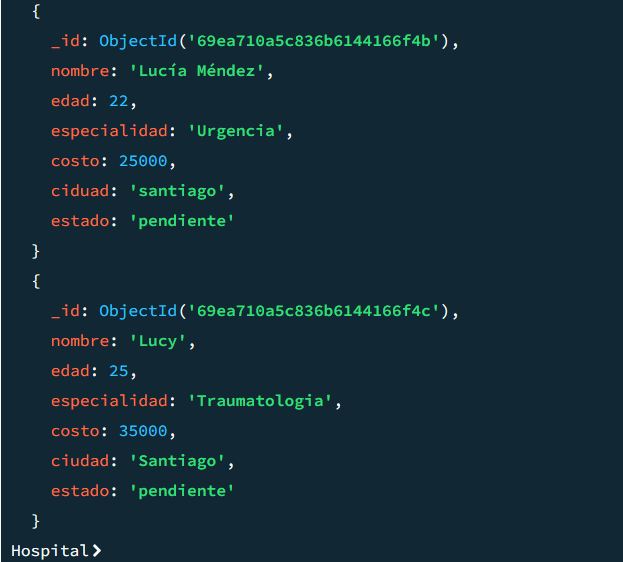 {
_id: ObjectId('69ea710a5c836b6144166f4b'),
nombre: 'Lucía Méndez',
edad: 22,
especialidad: 'Urgencia',
costo: 25000,
ciduad: 'santiago',
estado: 'pendiente'
}
{
_id: ObjectId('69ea710a5c836b6144166f4c'),
nombre: 'Lucy',
edad: 25,
especialidad: 'Traumatologia',
costo: 35000,
ciudad: 'Santiago',
estado: 'pendiente'
}
Hospital>